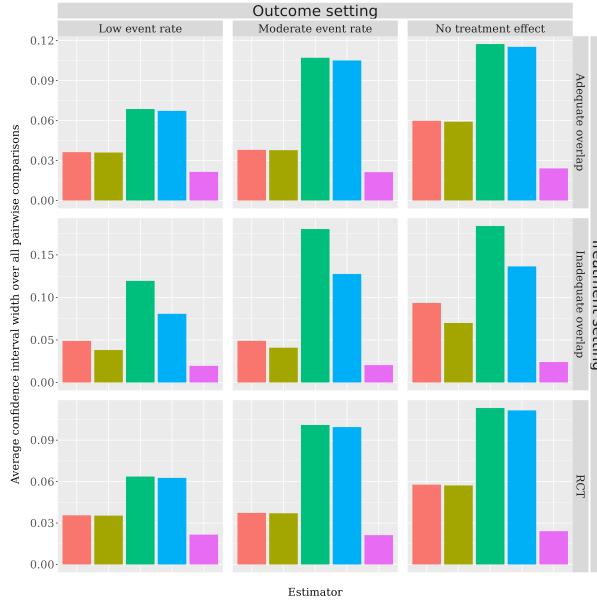 Outcome setting
Low event rate
Moderate event rate
No treatment effect
Average confidence interval width over all pairwise comparisons
0.12
0.09
0.06
0.03
0.00
Adequate overlap
0.15
0.10
0.05
0.00
Inadequate overlap
Treatment setting
0.09
0.06
0.03
0.00
RCT
Estimator